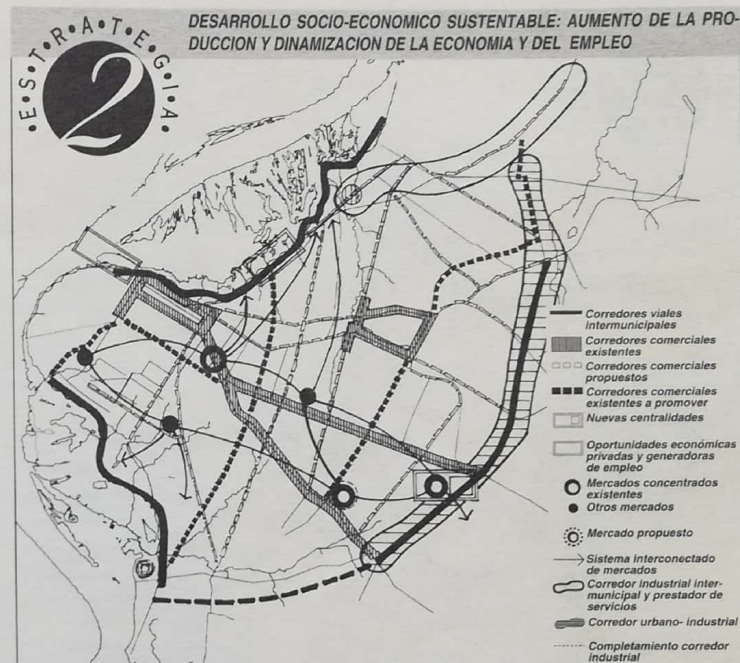 DESARROLLO SOCIO-ECONOMICO SUSTENTABLE: AUMENTO DE LA PRO-
DUCCION Y DINAMIZACION DE LA ECONOMIA Y DEL EMPLEO
E•S•T•R•A•T•E•G•I•A
2
Corredores viales
intermunicipales
Corredores comerciales
existentes
Corredores comerciales
propuestos
Corredores comerciales
existentes a promover
Nuevas centralidades
Oportunidades económicas
privadas y generadoras
de empleo
Mercados concentrados
existentes
Otros mercados
Mercado propuesto
Sistema interconectado
de mercados
Corredor industrial inter-
municipal y prestador de
servicios
Corredor urbano- industrial
Completamiento corredor
industrial